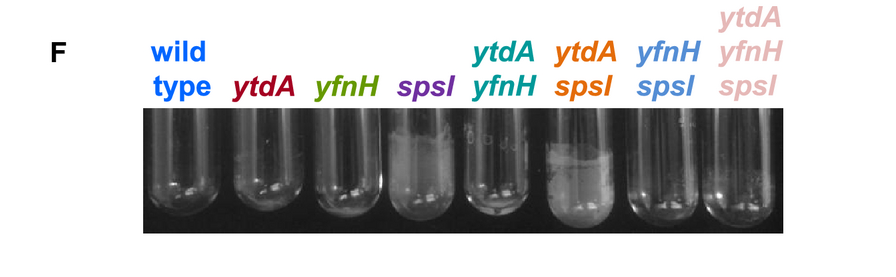 F
ytdA
wild ytdA ytdA yfnH yfnH
type ytdA yfnH spsI yfnH spsI spsI spsI